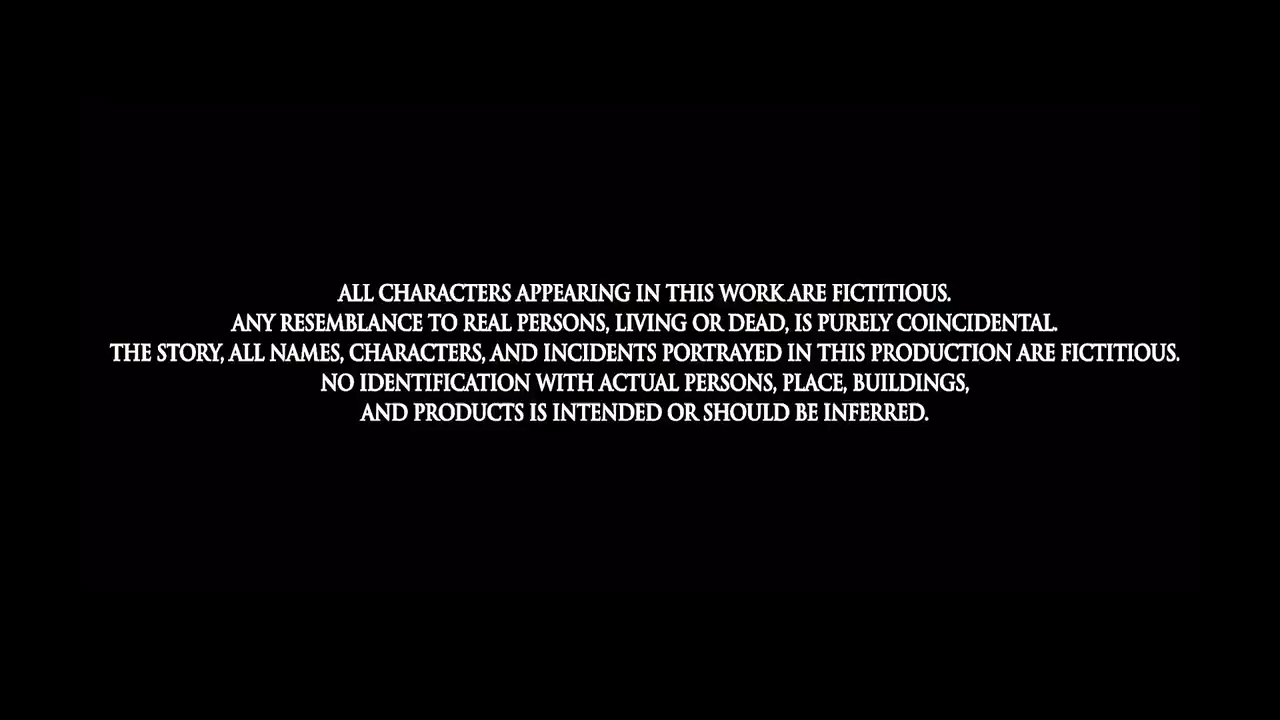 ALL CHARACTERS APPEARING IN THIS WORK ARE FICTITIOUS.
ANY RESEMBLANCE TO REAL PERSONS, LIVING OR DEAD, IS PURELY COINCIDENTAL.
THE STORY, ALL NAMES, CHARACTERS, AND INCIDENTS PORTRAYED IN THIS PRODUCTION ARE FICTITIOUS.
NO IDENTIFICATION WITH ACTUAL PERSONS, PLACE, BUILDINGS,
AND PRODUCTS IS INTENDED OR SHOULD BE INFERRED.